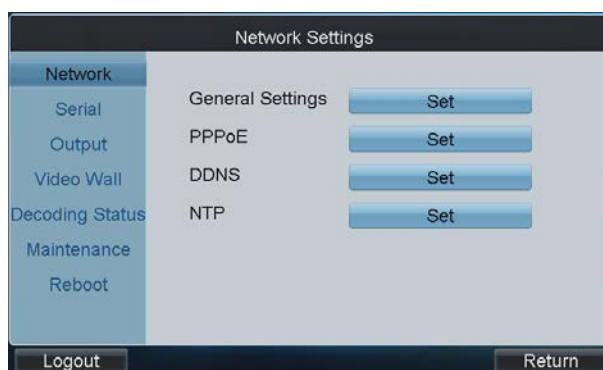 Network Settings
Network
Serial
Output
Video Wall
Decoding Status
Maintenance
Reboot
General Settings Set
PPPoE Set
DDNS Set
NTP Set
Logout Return